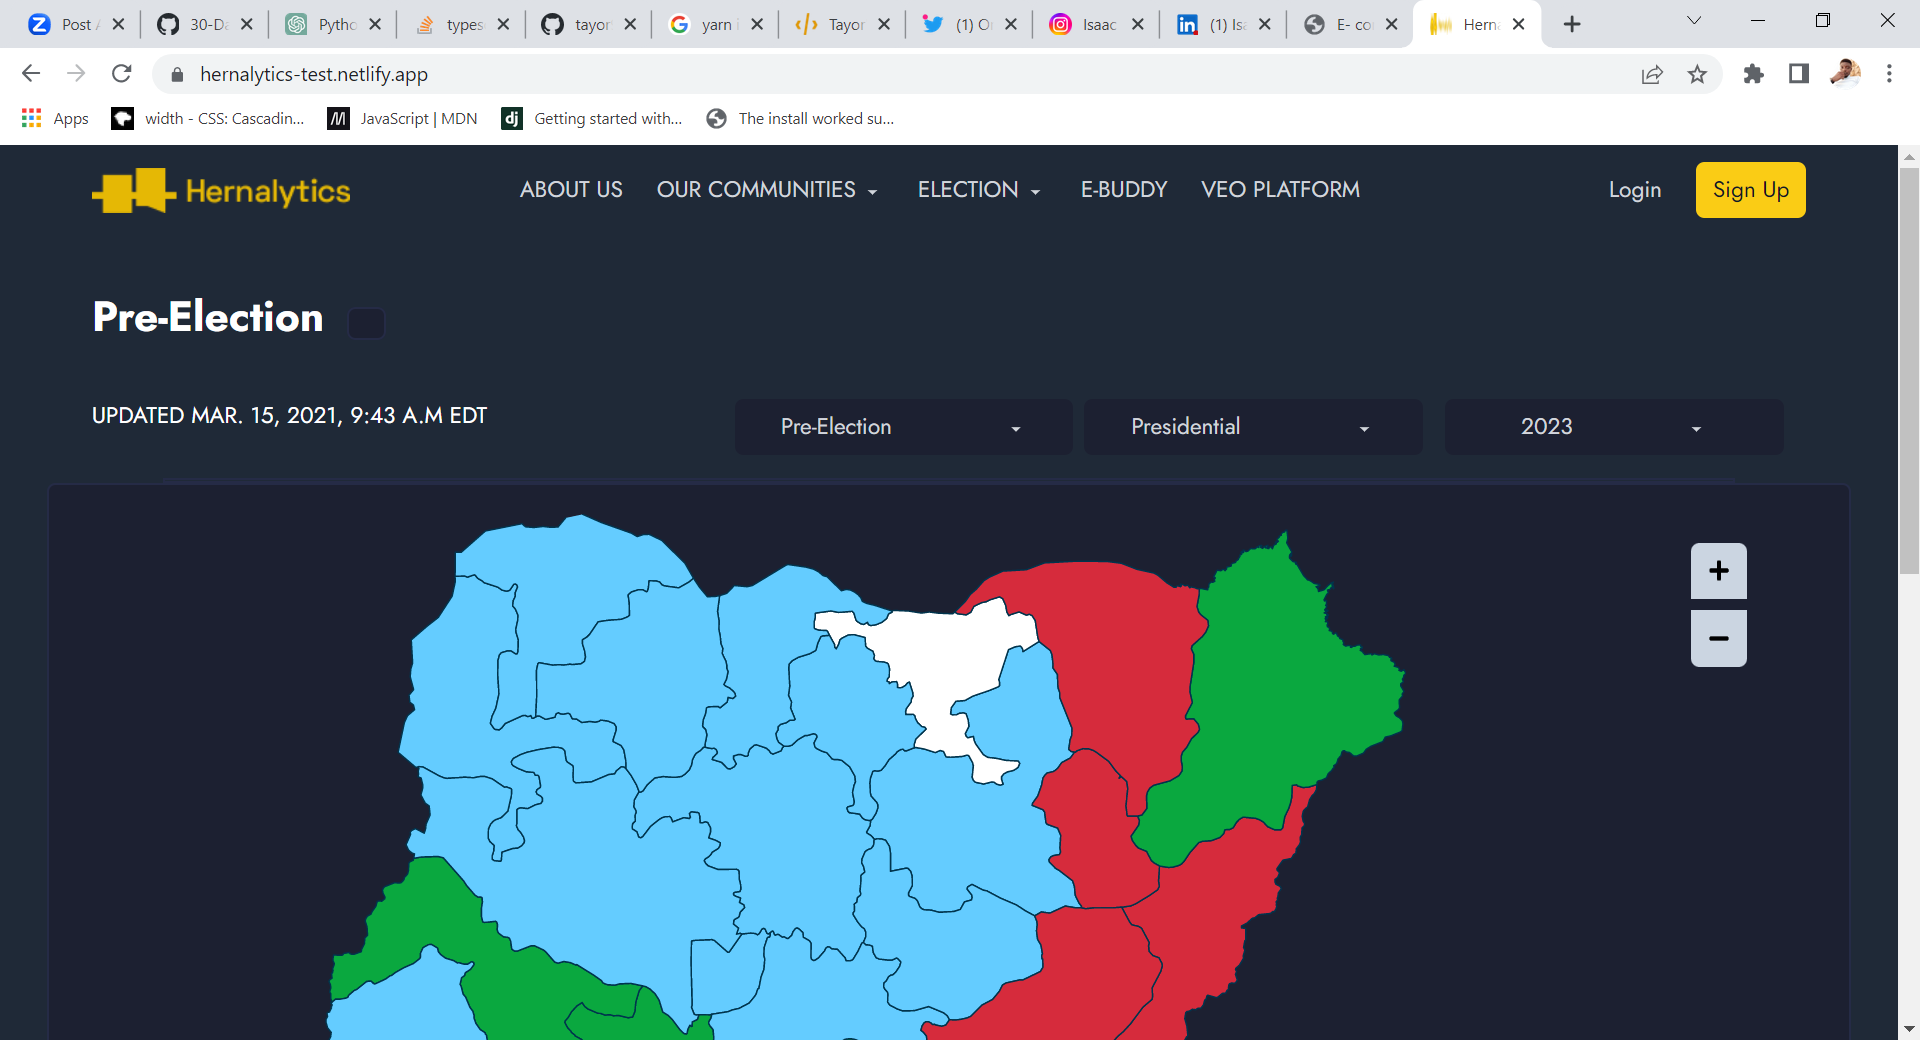 Post A
30-Da
Pytho
types
tayor
yarn i
Tayor
(1) O
Isaac
(1) Isa
E- co
Herna
hernalytics-test.netlify.app
Apps
width - CSS: Cascadin...
JavaScript | MDN
dj
Getting started with...
The install worked su...
Hernalytics
ABOUT US
OUR COMMUNITIES
ELECTION
E-BUDDY
VEO PLATFORM
Login
Sign Up
Pre-Election
UPDATED MAR. 15, 2021, 9:43 A.M EDT
Pre-Election
Presidential
2023
+
−